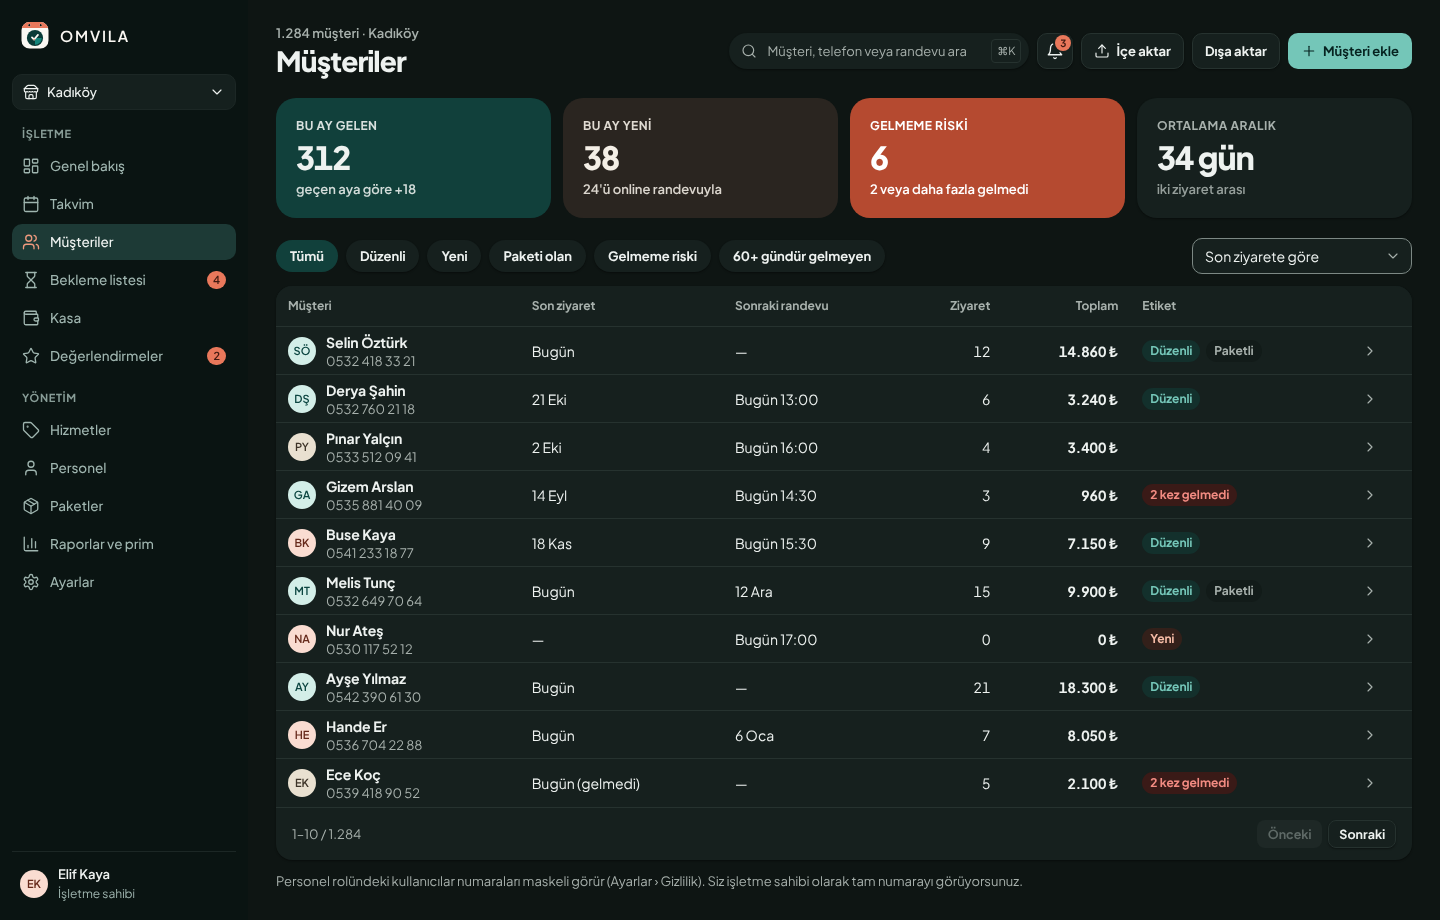 OMVILA
Kadıköy
İŞLETME
Genel bakış
Takvim
Müşteriler
Bekleme listesi 4
Kasa
Değerlendirmeler 2
YÖNETİM
Hizmetler
Personel
Paketler
Raporlar ve prim
Ayarlar
EK Elif Kaya
İşletme sahibi
1.284 müşteri · Kadıköy
Müşteriler
Müşteri, telefon veya randevu ara ⌘K
3
İçe aktar
Dışa aktar
Müşteri ekle
BU AY GELEN
312
geçen aya göre +18
BU AY YENİ
38
24'ü online randevuyla
GELMEME RİSKİ
6
2 veya daha fazla gelmedi
ORTALAMA ARALIK
34 gün
iki ziyaret arası
Tümü Düzenli Yeni Paketi olan Gelmeme riski 60+ gündür gelmeyen
Son ziyarete göre
Müşteri Son ziyaret Sonraki randevu Ziyaret Toplam Etiket
SÖ Selin Öztürk Bugün — 12 14.860 ₺ Düzenli Paketli
0532 418 33 21
DŞ Derya Şahin 21 Eki Bugün 13:00 6 3.240 ₺ Düzenli
0532 760 21 18
PY Pınar Yalçın 2 Eki Bugün 16:00 4 3.400 ₺
0533 512 09 41
GA Gizem Arslan 14 Eyl Bugün 14:30 3 960 ₺ 2 kez gelmedi
0535 881 40 09
BK Buse Kaya 18 Kas Bugün 15:30 9 7.150 ₺ Düzenli
0541 233 18 77
MT Melis Tunç Bugün 12 Ara 15 9.900 ₺ Düzenli Paketli
0532 649 70 64
NA Nur Ateş — Bugün 17:00 0 0 ₺ Yeni
0530 117 52 12
AY Ayşe Yılmaz Bugün — 21 18.300 ₺ Düzenli
0542 390 61 30
HE Hande Er Bugün 6 Oca 7 8.050 ₺
0536 704 22 88
EK Ece Koç Bugün (gelmedi) — 5 2.100 ₺ 2 kez gelmedi
0539 418 90 52
1–10 / 1.284 Önceki Sonraki
Personel rolündeki kullanıcılar numaraları maskeli görür (Ayarlar › Gizlilik). Siz işletme sahibi olarak tam numarayı görüyorsunuz.